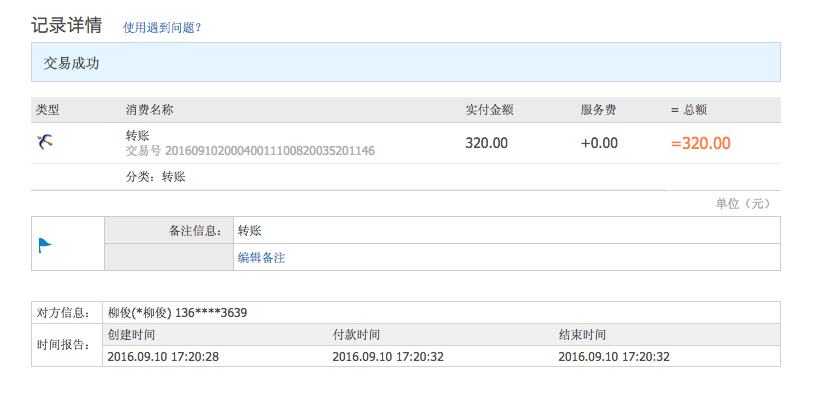 记录详情 使用遇到问题?
交易成功
类型 消费名称 实付金额 服务费 = 总额
转账 320.00 +0.00 =320.00
交易号 20160910200040011100820035201146
分类：转账
单位（元）
备注信息： 转账
编辑备注
对方信息： 柳俊(*柳俊) 136****3639
时间报告： 创建时间 付款时间 结束时间
2016.09.10 17:20:28 2016.09.10 17:20:32 2016.09.10 17:20:32